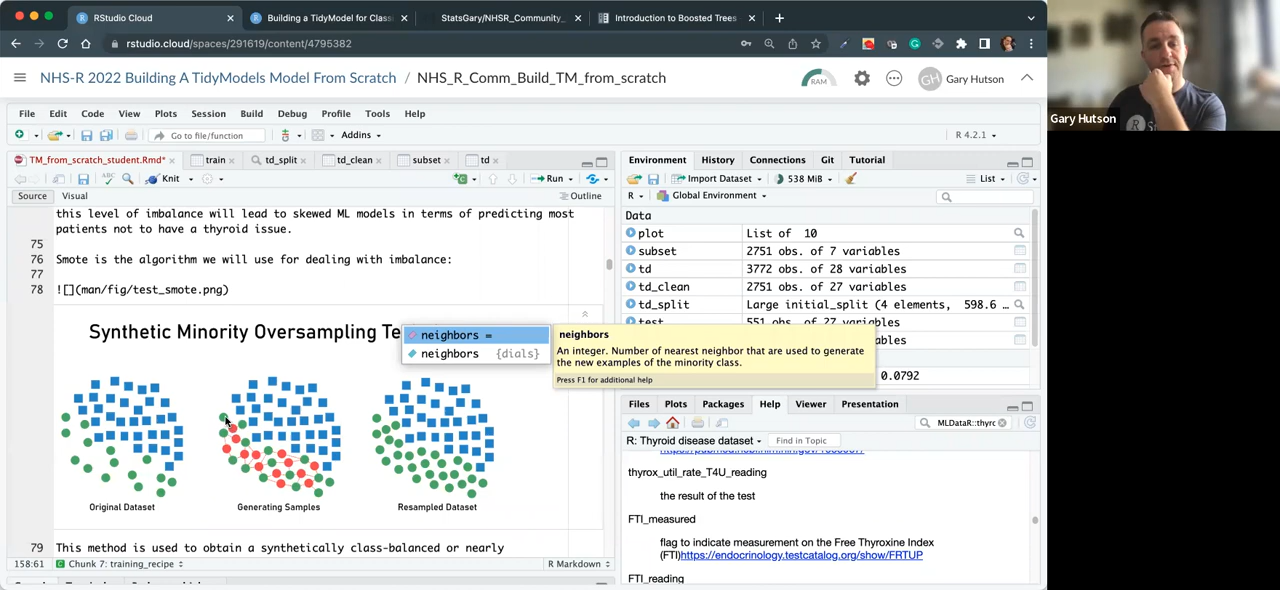 RStudio Cloud
Building a TidyModel for Classi
StatsGary/NHSR_Community_
Introduction to Boosted Trees
rstudio.cloud/spaces/291619/content/4795382
NHS-R 2022 Building A TidyModels Model From Scratch / NHS_R_Comm_Build_TM_from_scratch
RAM
GH
Gary Hutson
File Edit Code View Plots Session Build Debug Profile Tools Help
Go to file/function
Addins
R 4.2.1
TM_from_scratch_student.Rmd*
train
td_split
td_clean
subset
td
Knit
Run
Source
Visual
Outline
this level of imbalance will lead to skewed ML models in terms of predicting most
patients not to have a thyroid issue.
75
76 Smote is the algorithm we will use for dealing with imbalance:
77
78 ![](man/fig/test_smote.png)
Synthetic Minority Oversampling Te
neighbors =
neighbors {dials}
neighbors
An integer. Number of nearest neighbor that are used to generate
the new examples of the minority class.
Press F1 for additional help
Original Dataset
Generating Samples
Resampled Dataset
79 This method is used to obtain a synthetically class-balanced or nearly
158:61
Chunk 7: training_recipe
R Markdown
Environment History Connections Git Tutorial
Import Dataset
538 MiB
List
R
Global Environment
Data
plot List of 10
subset 2751 obs. of 7 variables
td 3772 obs. of 28 variables
td_clean 2751 obs. of 27 variables
td_split Large initial_split (4 elements, 598.6 …
test 551 obs. of 27 variables
0.0792
Files Plots Packages Help Viewer Presentation
MLDataR::thyrc
R: Thyroid disease dataset
Find in Topic
thyrox_util_rate_T4U_reading
the result of the test
FTI_measured
flag to indicate measurement on the Free Thyroxine Index
(FTI)https://endocrinology.testcatalog.org/show/FRTUP
FTI_reading
Gary Hutson